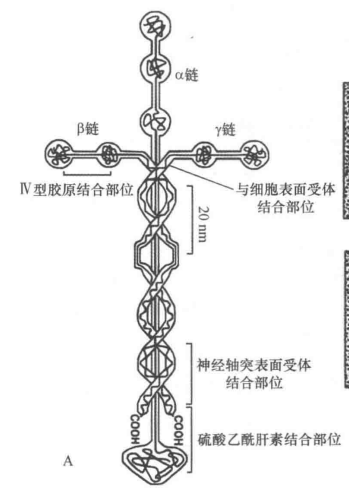 α链
β链
γ链
Ⅳ型胶原结合部位
与细胞表面受体
结合部位
20 nm
神经轴突表面受体
结合部位
COOH
COOH
硫酸乙酰肝素结合部位
A